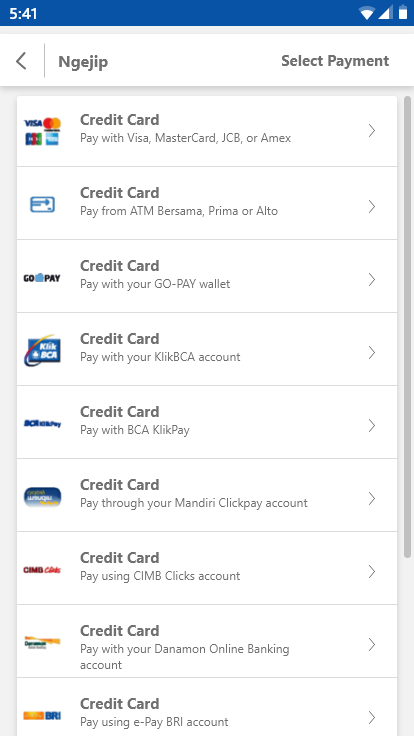 5:41
Ngejip
Select Payment
VISA MasterCard
JCB AMEX
Credit Card
Pay with Visa, MasterCard, JCB, or Amex
Credit Card
Pay from ATM Bersama, Prima or Alto
GO PAY
Credit Card
Pay with your GO-PAY wallet
Klik
BCA
Credit Card
Pay with your KlikBCA account
BCA KlikPay
Credit Card
Pay with BCA KlikPay
Credit Card
Pay through your Mandiri Clickpay account
CIMB Clicks
Credit Card
Pay using CIMB Clicks account
Danamon
Credit Card
Pay with your Danamon Online Banking
account
BRI
Credit Card
Pay using e-Pay BRI account